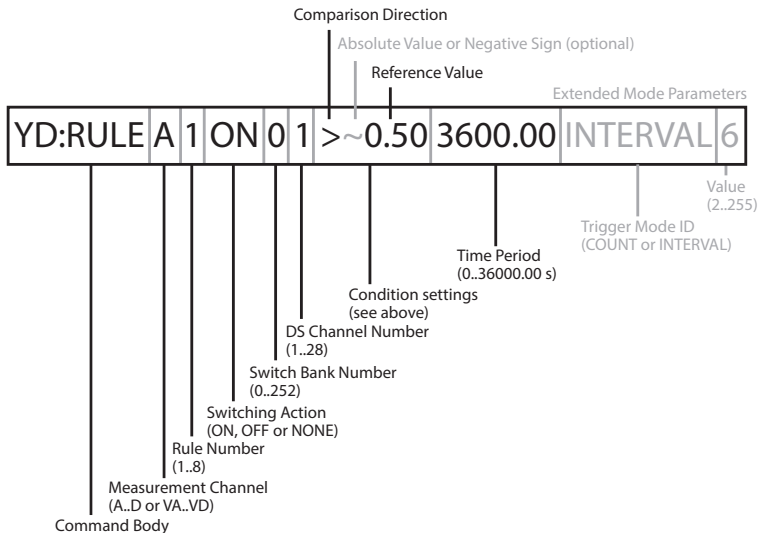 Comparison Direction
Absolute Value or Negative Sign (optional)
Reference Value
Extended Mode Parameters
YD:RULE A 1 ON 0 1 >~0.50 3600.00 INTERVAL 6
Value
(2..255)
Trigger Mode ID
(COUNT or INTERVAL)
Time Period
(0..36000.00 s)
Condition settings
(see above)
DS Channel Number
(1..28)
Switch Bank Number
(0..252)
Switching Action
(ON, OFF or NONE)
Rule Number
(1..8)
Measurement Channel
(A..D or VA..VD)
Command Body